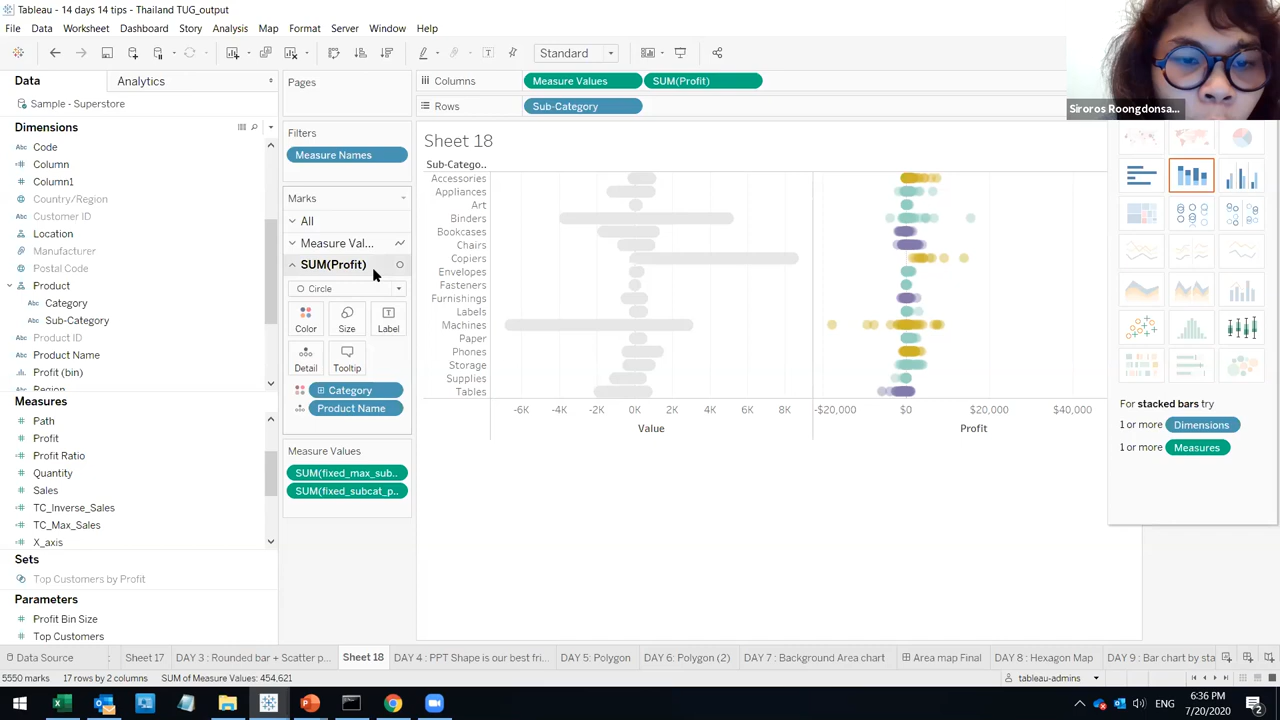 Tableau - 14 days 14 tips - Thailand TUG_output
File Data Worksheet Dashboard Story Analysis Map Format Server Window Help
Standard
Data Analytics
Sample - Superstore
Dimensions
Code
Column
Column1
Country/Region
Customer ID
Location
Manufacturer
Postal Code
Product
Category
Sub-Category
Product ID
Product Name
Profit (bin)
Region
Measures
Path
Profit
Profit Ratio
Quantity
Sales
TC_Inverse_Sales
TC_Max_Sales
X_axis
Sets
Top Customers by Profit
Parameters
Profit Bin Size
Top Customers
Pages
Filters
Measure Names
Marks
All
Measure Val...
SUM(Profit)
Circle
Color Size Label
Detail Tooltip
Category
Product Name
Measure Values
SUM(fixed_max_sub..
SUM(fixed_subcat_p..
Columns Measure Values SUM(Profit)
Rows Sub-Category
Sheet 18
Sub-Catego..
Accessories
Appliances
Art
Binders
Bookcases
Chairs
Copiers
Envelopes
Fasteners
Furnishings
Labels
Machines
Paper
Phones
Storage
Supplies
Tables
-6K -4K -2K 0K 2K 4K 6K 8K -$20,000 $0 $20,000 $40,000
Value Profit
Siroros Roongdonsa...
For stacked bars try
1 or more Dimensions
1 or more Measures
Data Source Sheet 17 DAY 3 : Rounded bar + Scatter p... Sheet 18 DAY 4 : PPT Shape is our best fri... DAY 5: Polygon DAY 6: Polygon (2) DAY 7 : Background Area chart Area map Final DAY 8 : Hexagon Map DAY 9 : Bar chart by sta
5550 marks 17 rows by 2 columns SUM of Measure Values: 454,621 tableau-admins
ENG
6:36 PM
7/20/2020
2